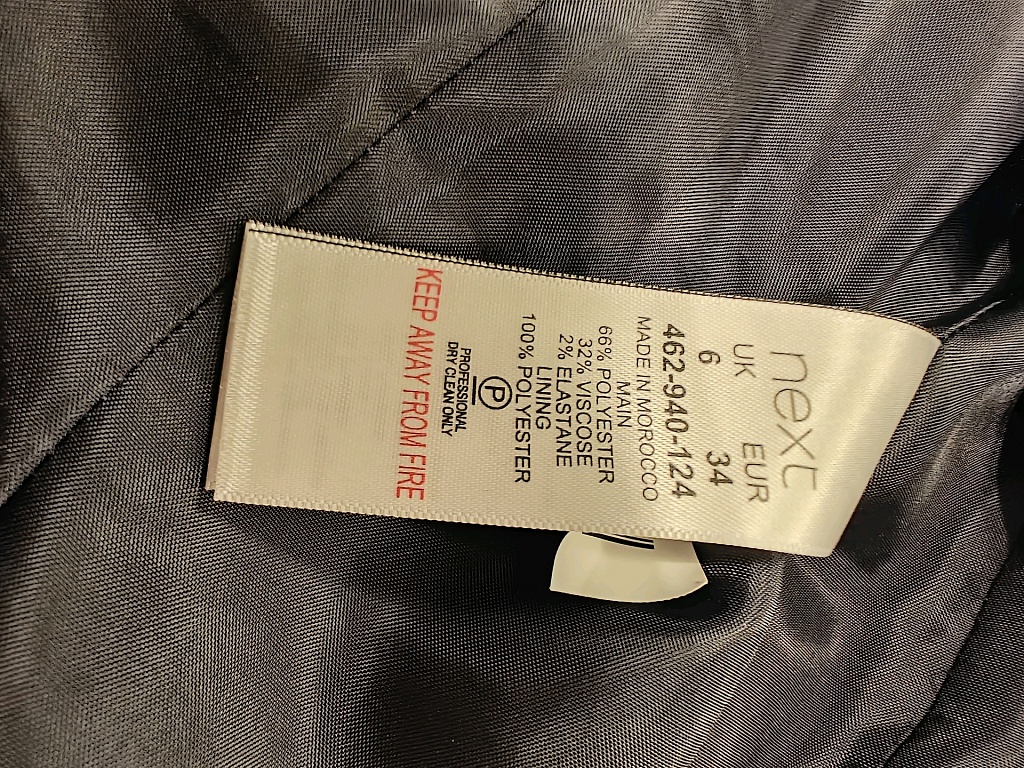 next
UK EUR
6 34
462-940-124
MADE IN MOROCCO
MAIN
66% POLYESTER
32% VISCOSE
2% ELASTANE
LINING
100% POLYESTER
P
PROFESSIONAL
DRY CLEAN ONLY
KEEP AWAY FROM FIRE